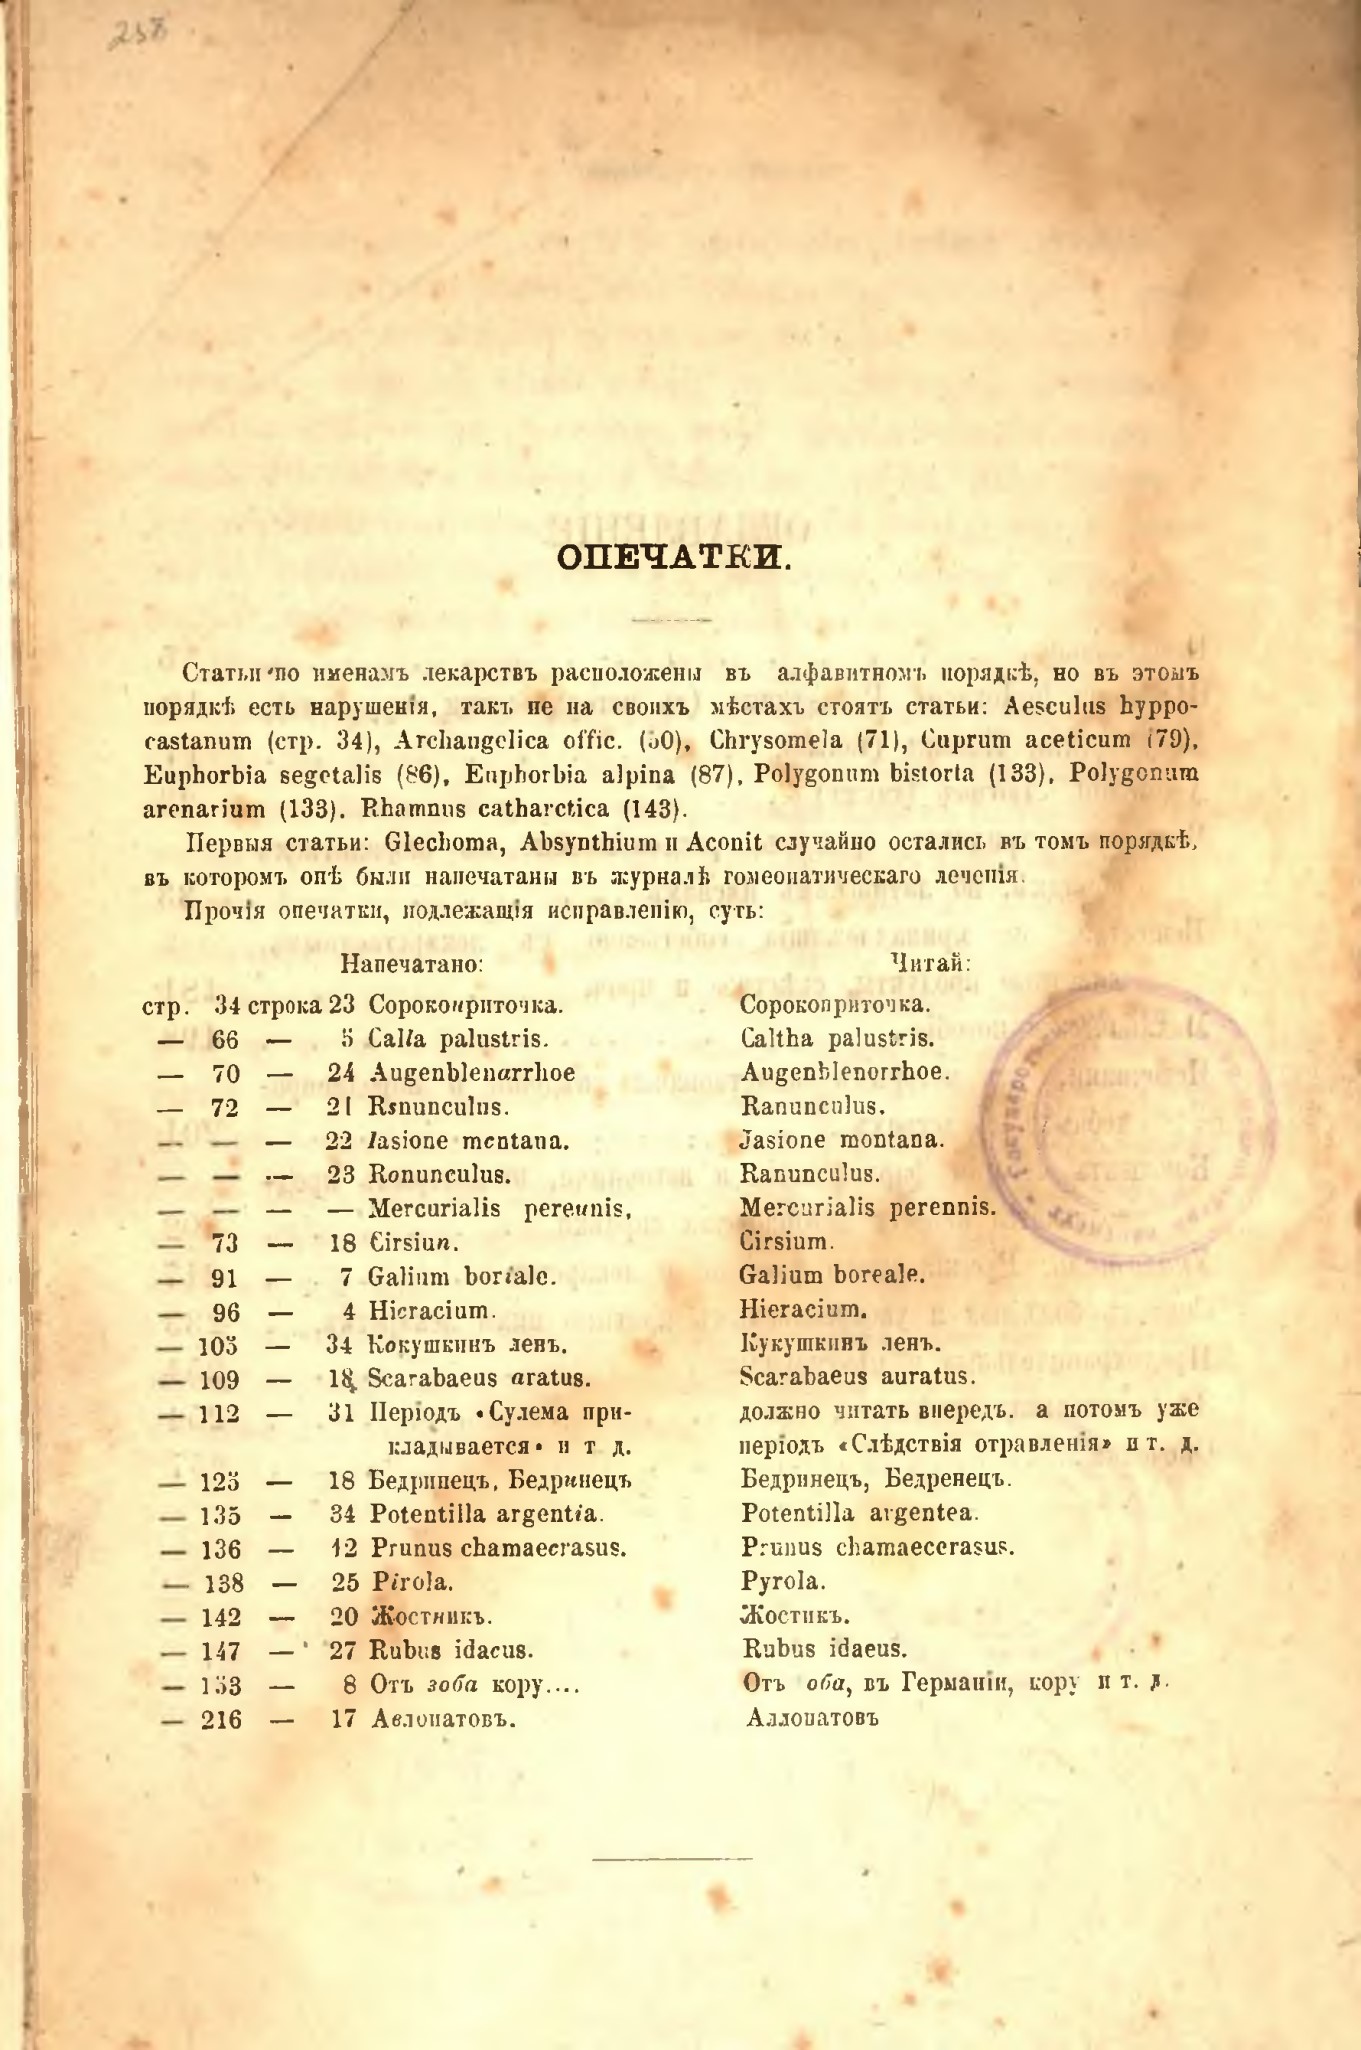 258
ОПЕЧАТКИ.
Статьи по именамъ лекарствъ расположены въ алфавитномъ порядкѣ, но въ этомъ
порядкѣ есть нарушенія, такъ не на своихъ мѣстахъ стоятъ статьи: Aesculus hyppo-
castanum (стр. 34), Archangelica offic. (50), Chrysomela (71), Cuprum aceticum (79),
Euphorbia segetalis (86), Euphorbia alpina (87), Polygonum bistorta (133), Polygonum
arenarium (133). Rhamnus catharctica (143).
Первыя статьи: Glechoma, Absynthium и Aconit случайно остались въ томъ порядкѣ,
въ которомъ онѣ были напечатаны въ журналѣ гомеопатическаго леченія.
Прочія опечатки, подлежащія исправленію, суть:
Напечатано: Читай:
стр. 34 строка 23 Сорокоириточка. Сорокоприточка.
— 66 — 5 Calla palustris. Caltha palustris.
— 70 — 24 Augenblenarrhoe Augenblenorrhoe.
— 72 — 21 Rsnunculus. Ranunculus.
— — — 22 Iasione mentana. Jasione montana.
— — — 23 Ronunculus. Ranunculus.
— — — — Mercurialis pereunis, Mercurialis perennis.
— 73 — 18 Cirsiun. Cirsium.
— 91 — 7 Galium boriale. Galium boreale.
— 96 — 4 Hicracium. Hieracium.
— 105 — 34 Кокушкинъ ленъ. Кукушкинъ ленъ.
— 109 — 18 Scarabaeus aratus. Scarabaeus auratus.
— 112 — 31 Періодъ «Сулема при- должно читать впередъ. а потомъ уже
кладывается» и т д. періодъ «Слѣдствія отравленія» и т. д.
— 125 — 18 Бедринецъ, Бедринецъ Бедринецъ, Бедренецъ.
— 135 — 34 Potentilla argentia. Potentilla argentea.
— 136 — 12 Prunus chamaecrasus. Prunus chamaecerasus.
— 138 — 25 Pirola. Pyrola.
— 142 — 20 Жостникъ. Жостикъ.
— 147 — 27 Rubus idacus. Rubus idaeus.
— 153 — 8 Отъ зоба кору.... Отъ оба, въ Германіи, кору и т. д.
— 216 — 17 Авлопатовъ. Аллопатовъ